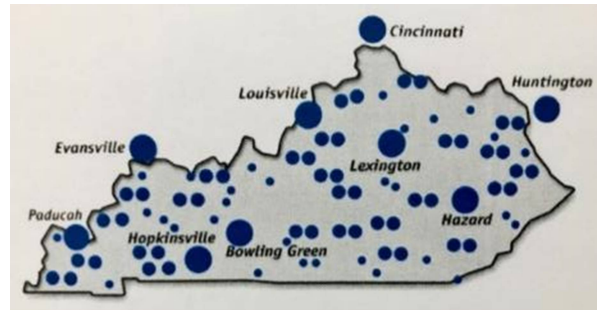 Cincinnati
Huntington
Louisville
Evansville
Lexington
Paducah
Hazard
Hopkinsville
Bowling Green